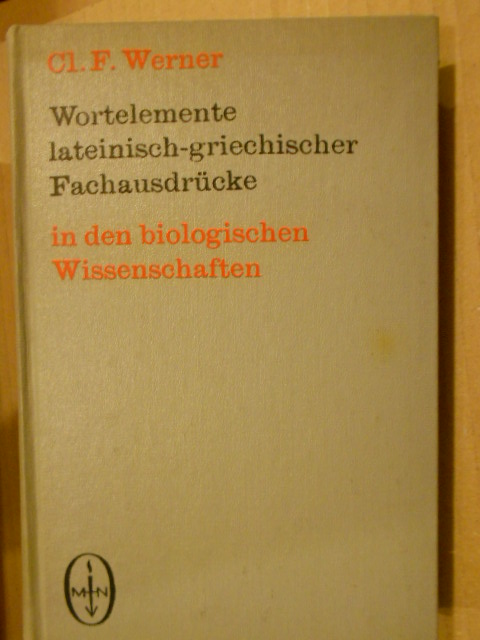 Cl. F. Werner
Wortelemente
lateinisch-griechischer
Fachausdrücke
in den biologischen
Wissenschaften
M N